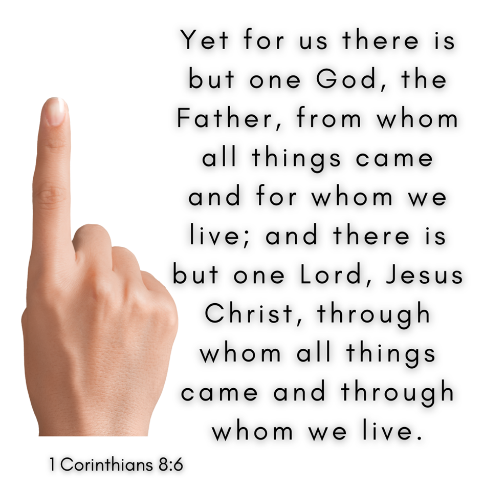 Yet for us there is
but one God, the
Father, from whom
all things came
and for whom we
live; and there is
but one Lord, Jesus
Christ, through
whom all things
came and through
whom we live.
1 Corinthians 8:6